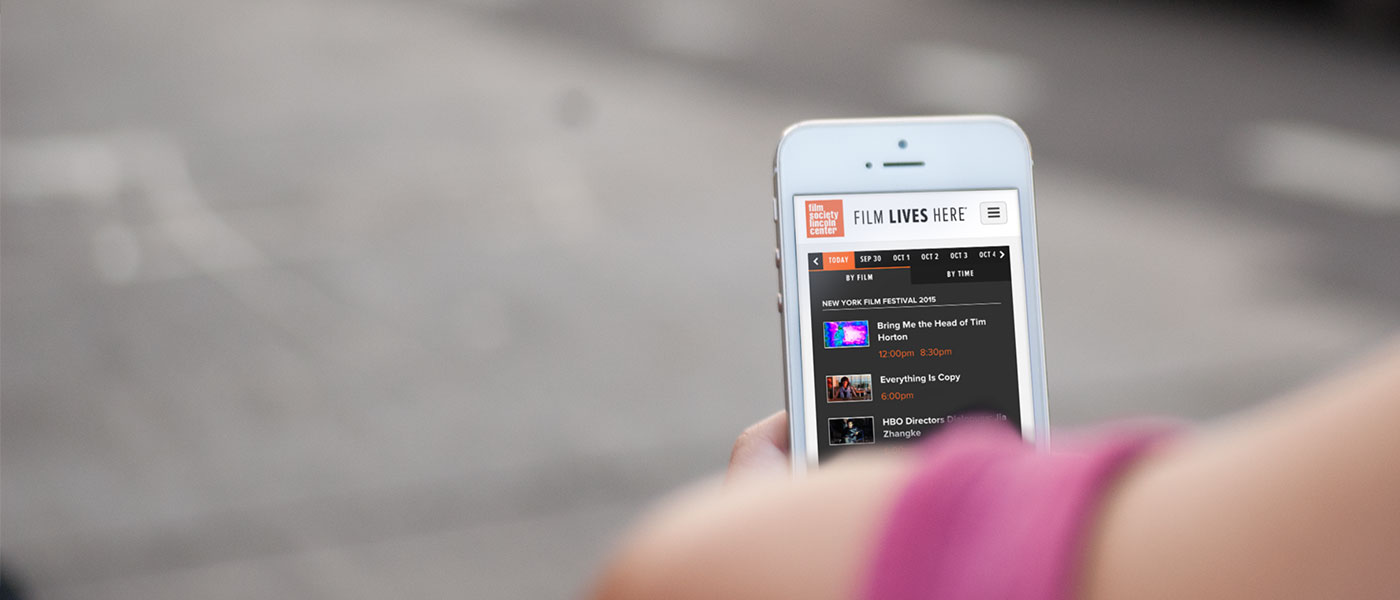 film
society
lincoln
center
FILM LIVES HERE
TODAY SEP 30 OCT 1 OCT 2 OCT 3 OCT 4
BY FILM BY TIME
NEW YORK FILM FESTIVAL 2015
Bring Me the Head of Tim
Horton
12:00pm 8:30pm
Everything Is Copy
6:00pm
HBO Directors Dialogues: Jia
Zhangke